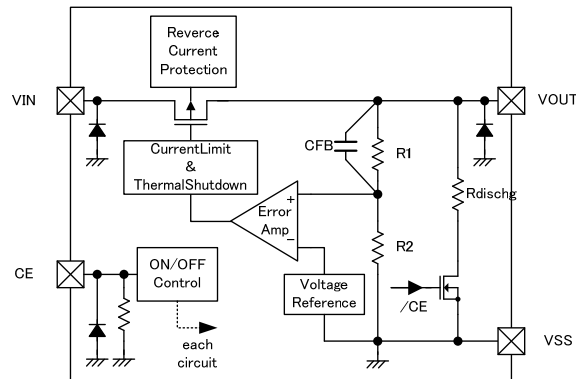 Reverce
Current
Protection
VIN
VOUT
CurrentLimit
&
ThermalShutdown
CFB
R1
Rdischg
+
Error
Amp
−
R2
CE
ON/OFF
Control
Voltage
Reference
/CE
each
circuit
VSS